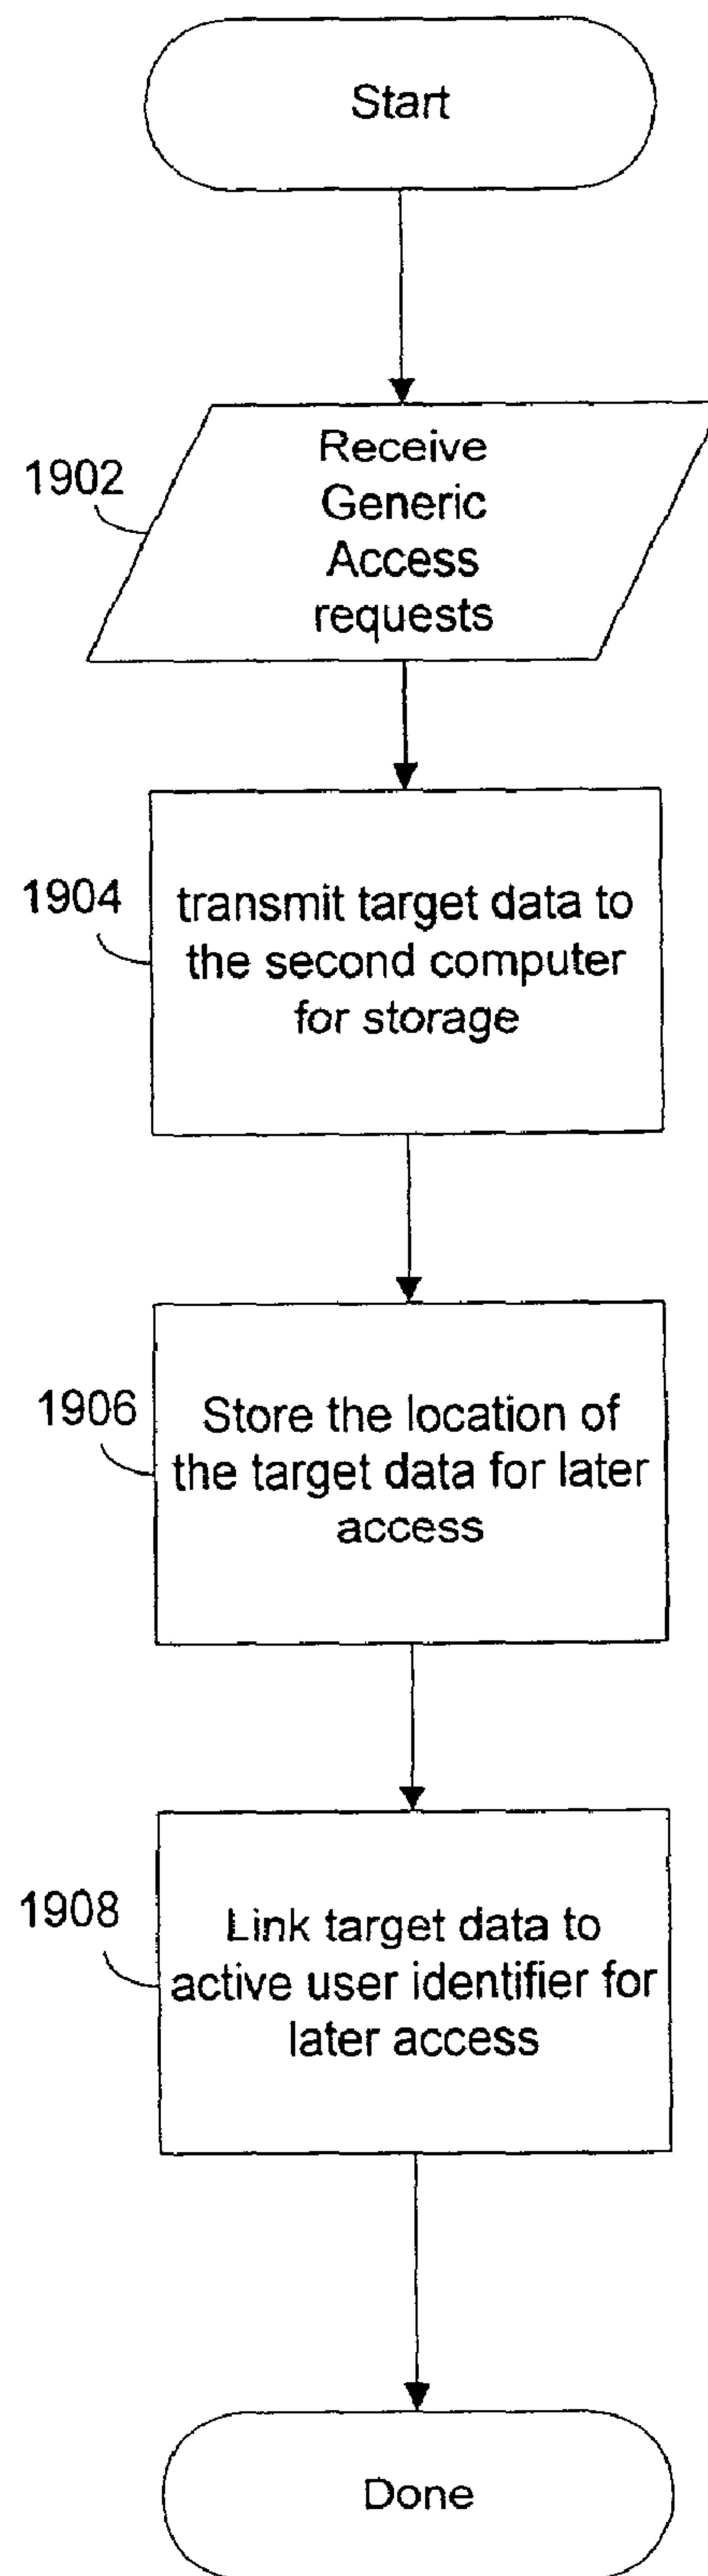 Start
1902
Receive
Generic
Access
requests
1904
transmit target data to
the second computer
for storage
1906
Store the location of
the target data for later
access
1908
Link target data to
active user identifier for
later access
Done